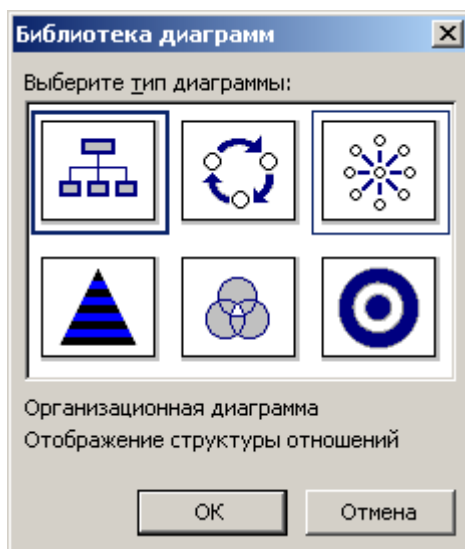 Библиотека диаграмм
Выберите тип диаграммы:
Организационная диаграмма
Отображение структуры отношений
ОК
Отмена